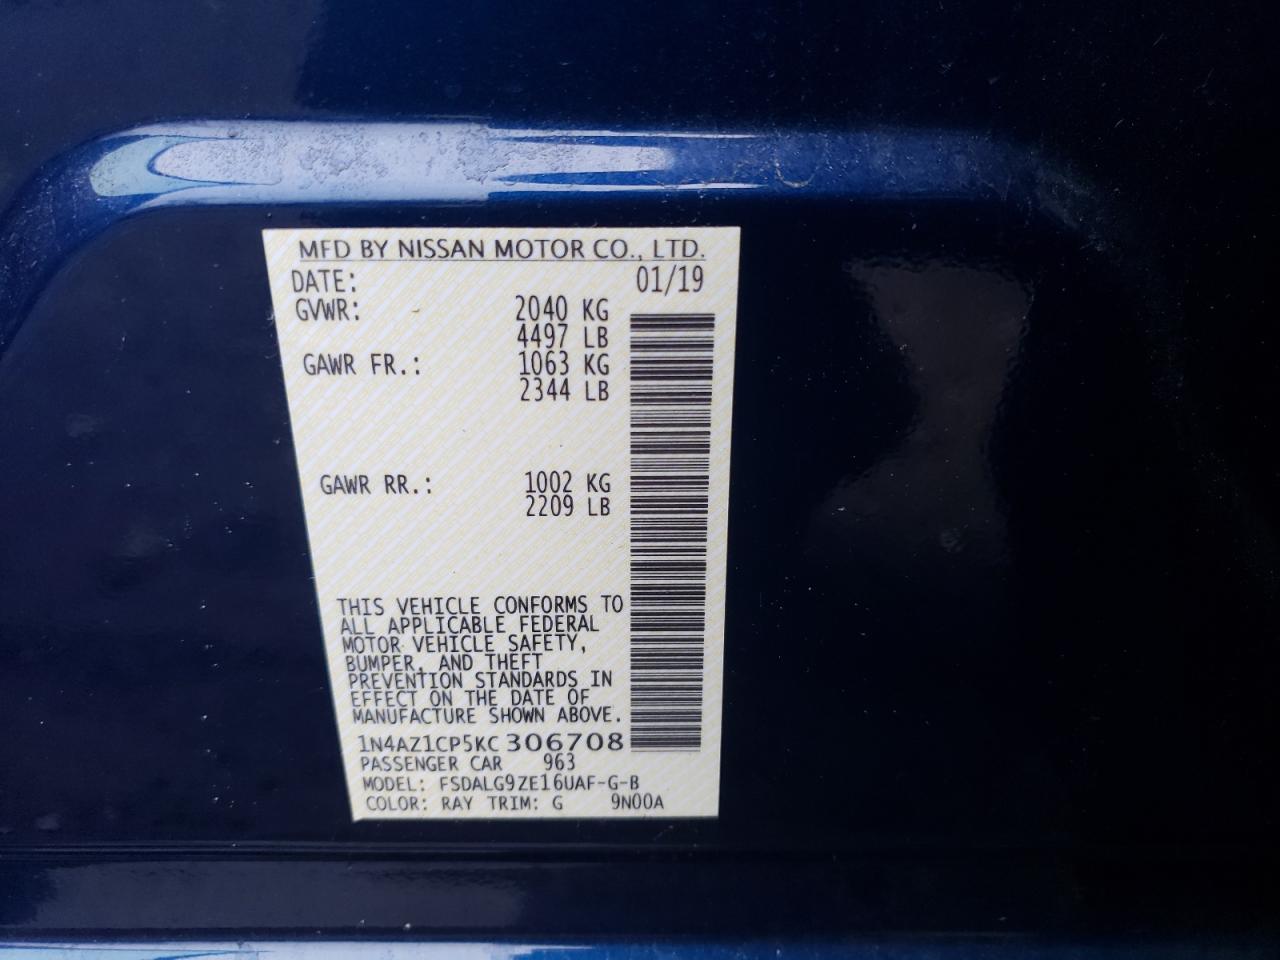 MFD BY NISSAN MOTOR CO., LTD.
DATE: 01/19
GVWR: 2040 KG
4497 LB
GAWR FR.: 1063 KG
2344 LB
GAWR RR.: 1002 KG
2209 LB
THIS VEHICLE CONFORMS TO
ALL APPLICABLE FEDERAL
MOTOR VEHICLE SAFETY,
BUMPER, AND THEFT
PREVENTION STANDARDS IN
EFFECT ON THE DATE OF
MANUFACTURE SHOWN ABOVE.
1N4AZ1CP5KC306708
PASSENGER CAR 963
MODEL: FSDALG9ZE16UAF-G-B
COLOR: RAY TRIM: G 9N00A